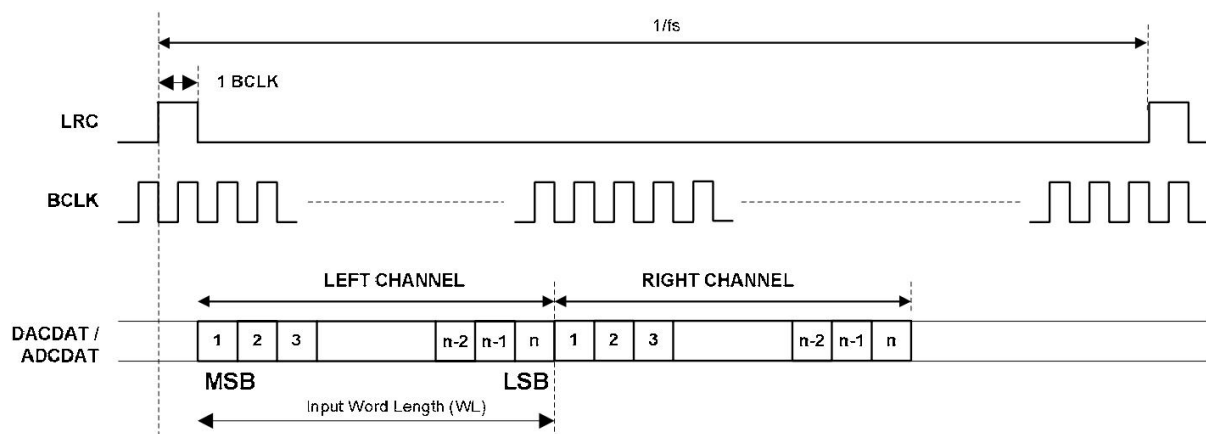 1/fs
1 BCLK
LRC
BCLK
LEFT CHANNEL RIGHT CHANNEL
DACDAT /
ADCDAT
1 2 3 n-2 n-1 n 1 2 3 n-2 n-1 n
MSB LSB
Input Word Length (WL)